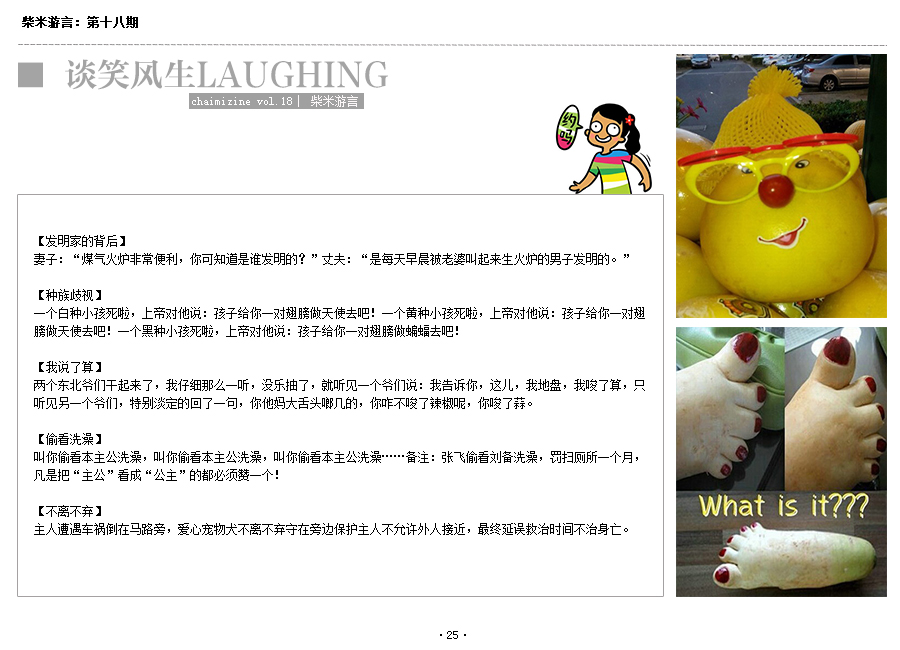 柴米游言：第十八期
谈笑风生LAUGHING
chaimizine vol.18│ 柴米游言
约吗
【发明家的背后】
妻子：“煤气火炉非常便利，你可知道是谁发明的？”丈夫：“是每天早晨被老婆叫起来生火炉的男子发明的。”
【种族歧视】
一个白种小孩死啦，上帝对他说：孩子给你一对翅膀做天使去吧！一个黄种小孩死啦，上帝对他说：孩子给你一对翅
膀做天使去吧！一个黑种小孩死啦，上帝对他说：孩子给你一对翅膀做蝙蝠去吧！
【我说了算】
两个东北爷们干起来了，我仔细那么一听，没乐抽了，就听见一个爷们说：我告诉你，这儿，我地盘，我唆了算，只
听见另一个爷们，特别淡定的回了一句，你他妈大舌头啷几的，你咋不唆了辣椒呢，你唆了蒜。
【偷看洗澡】
叫你偷看本主公洗澡，叫你偷看本主公洗澡，叫你偷看本主公洗澡……备注：张飞偷看刘备洗澡，罚扫厕所一个月，
凡是把“主公”看成“公主”的都必须赞一个！
【不离不弃】
主人遭遇车祸倒在马路旁，爱心宠物犬不离不弃守在旁边保护主人不允许外人接近，最终延误救治时间不治身亡。
What is it???
·25·